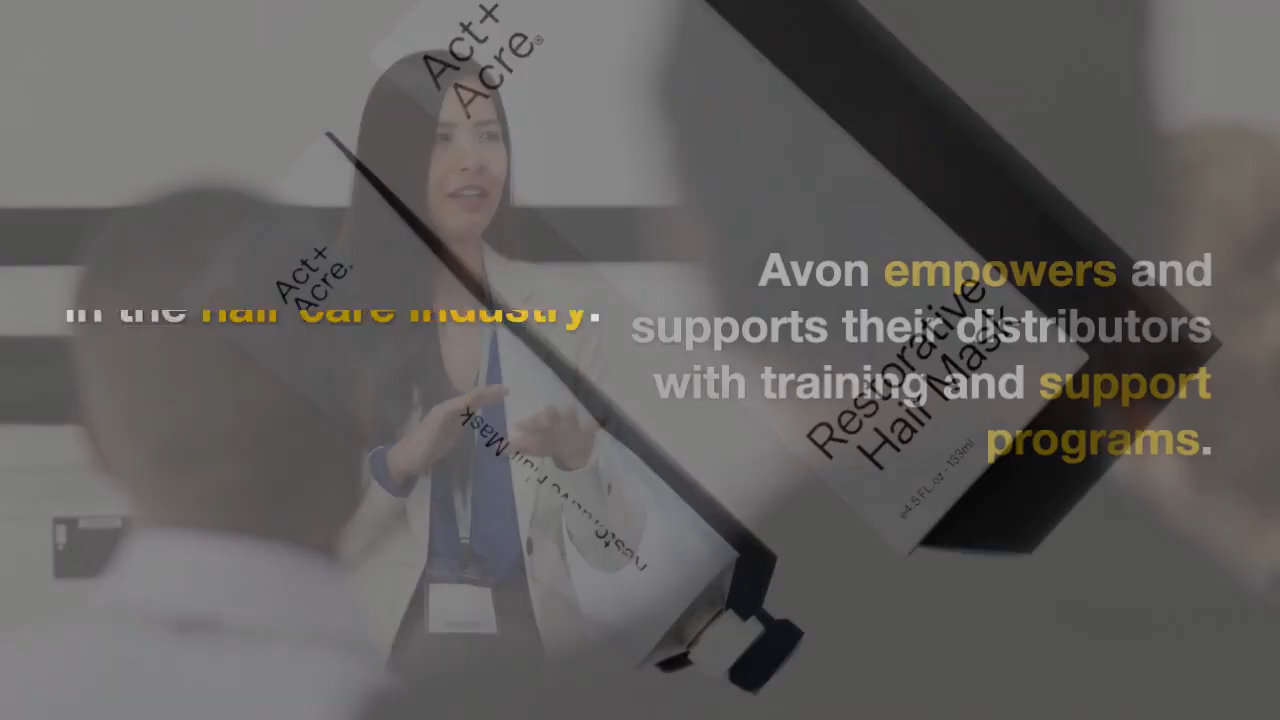 Act+
Acre®
Act+
Acre.
in the hair care industry.
Avon empowers and
supports their distributors
with training and support
programs.
Restorative
Hair Mask
e4.5 FL.oz - 133ml
Restorative Hair Mask